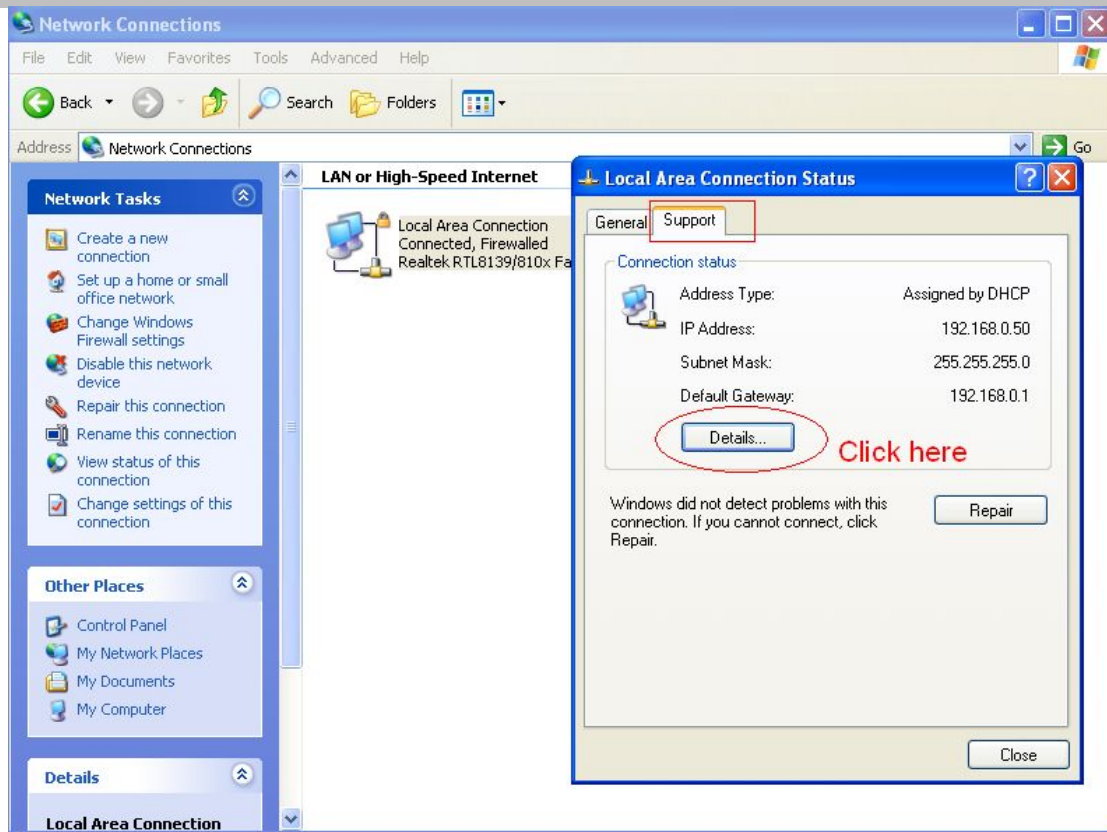 Network Connections
File Edit View Favorites Tools Advanced Help
Back Search Folders
Address Network Connections Go
Network Tasks
Create a new
connection
Set up a home or small
office network
Change Windows
Firewall settings
Disable this network
device
Repair this connection
Rename this connection
View status of this
connection
Change settings of this
connection
Other Places
Control Panel
My Network Places
My Documents
My Computer
Details
Local Area Connection
LAN or High-Speed Internet
Local Area Connection
Connected, Firewalled
Realtek RTL8139/810x Fa
Local Area Connection Status
General Support
Connection status
Address Type: Assigned by DHCP
IP Address: 192.168.0.50
Subnet Mask: 255.255.255.0
Default Gateway: 192.168.0.1
Details...
Click here
Windows did not detect problems with this
connection. If you cannot connect, click
Repair.
Repair
Close